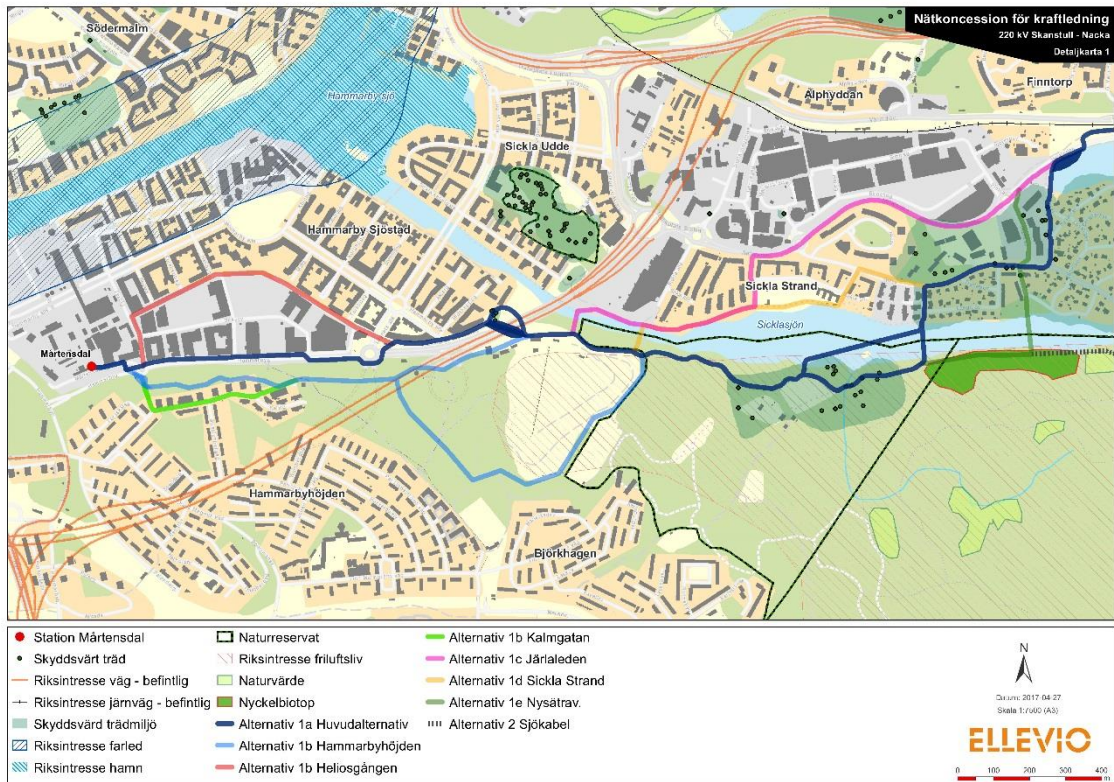 Nätkoncession för kraftledning
220 kV Skanstull - Nacka
Detaljkarta 1
Södermalm
Hammarby sjö
Alphyddan
Finntorp
Sickla Udde
Hammarby Sjöstad
Sickla Strand
Sicklasjön
Mårtensdal
Hammarbyhöjden
Björkhagen
Station Mårtensdal
Skyddsvärt träd
Riksintresse väg - befintlig
Riksintresse järnväg - befintlig
Skyddsvärd trädmiljö
Riksintresse farled
Riksintresse hamn
Naturreservat
Riksintresse friluftsliv
Naturvärde
Nyckelbiotop
Alternativ 1a Huvudalternativ
Alternativ 1b Hammarbyhöjden
Alternativ 1b Heliosgången
Alternativ 1b Kalmgatan
Alternativ 1c Järlaleden
Alternativ 1d Sickla Strand
Alternativ 1e Nysätrav.
Alternativ 2 Sjökabel
N
Datum: 2017-04-27
Skala 1:7500 (A3)
ELLEVIO
0 100 200 300 400
m